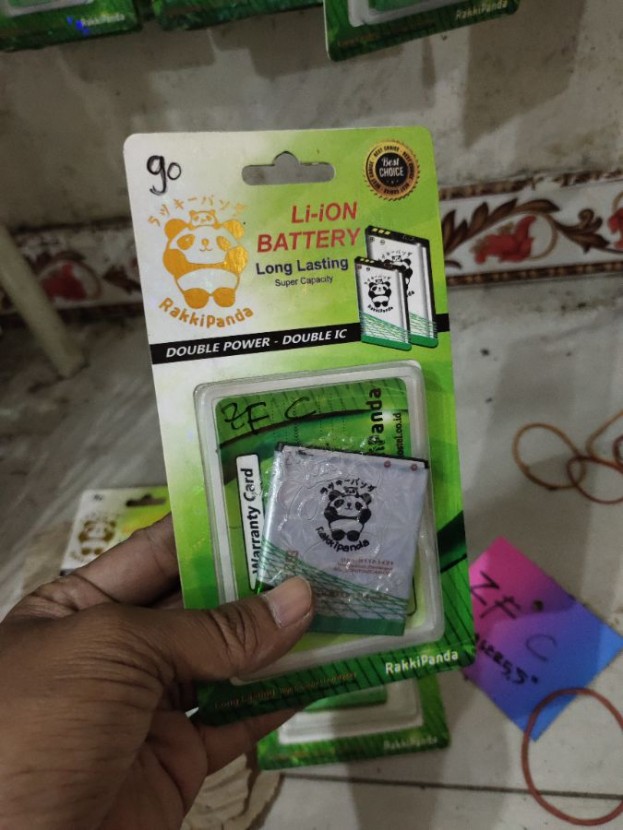 RakkiPanda
go
Best
CHOICE
ラッキーパンダ
RakkiPanda
Li-iON
BATTERY
Long Lasting
Super Capacity
DOUBLE POWER - DOUBLE IC
ZF C
Warranty Card
ラッキーパンダ
RakkiPanda
RakkiPanda
RakkiPanda
ZF C